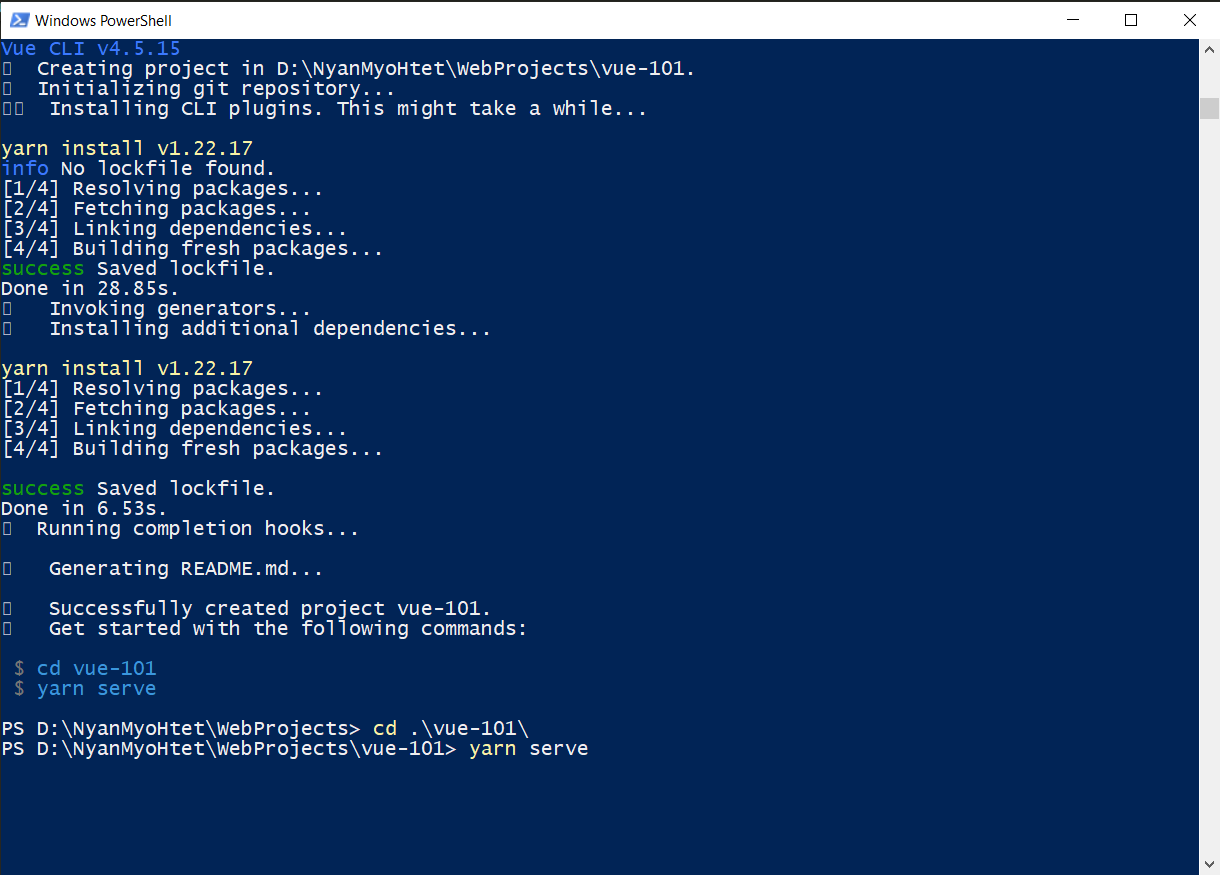 Windows PowerShell
Vue CLI v4.5.15
Creating project in D:\NyanMyoHtet\WebProjects\vue-101.
Initializing git repository...
Installing CLI plugins. This might take a while...
yarn install v1.22.17
info No lockfile found.
[1/4] Resolving packages...
[2/4] Fetching packages...
[3/4] Linking dependencies...
[4/4] Building fresh packages...
success Saved lockfile.
Done in 28.85s.
Invoking generators...
Installing additional dependencies...
yarn install v1.22.17
[1/4] Resolving packages...
[2/4] Fetching packages...
[3/4] Linking dependencies...
[4/4] Building fresh packages...
success Saved lockfile.
Done in 6.53s.
Running completion hooks...
Generating README.md...
Successfully created project vue-101.
Get started with the following commands:
$ cd vue-101
$ yarn serve
PS D:\NyanMyoHtet\WebProjects> cd .\vue-101\
PS D:\NyanMyoHtet\WebProjects\vue-101> yarn serve